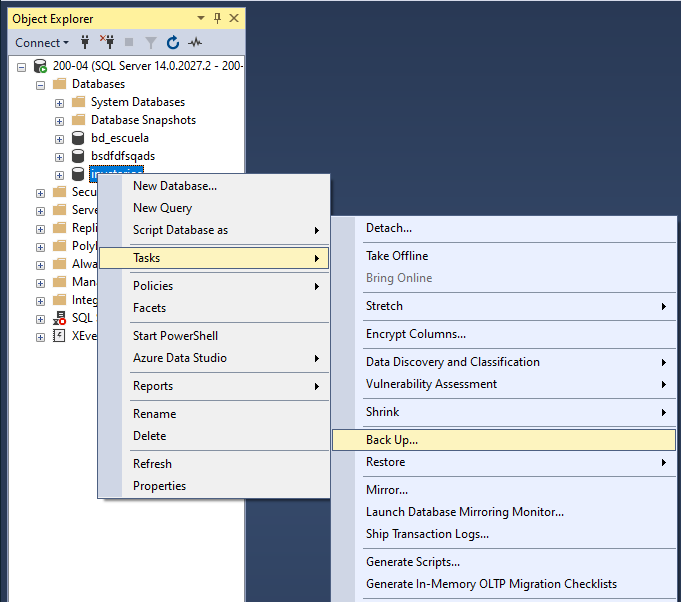 Object Explorer
Connect
200-04 (SQL Server 14.0.2027.2 - 200-
Databases
System Databases
Database Snapshots
bd_escuela
bsdfdfsqads
Secu
Serve
Repli
Polyl
Alwa
Mana
Integ
SQL
XEve
New Database...
New Query
Script Database as
Tasks
Policies
Facets
Start PowerShell
Azure Data Studio
Reports
Rename
Delete
Refresh
Properties
Detach...
Take Offline
Bring Online
Stretch
Encrypt Columns...
Data Discovery and Classification
Vulnerability Assessment
Shrink
Back Up...
Restore
Mirror...
Launch Database Mirroring Monitor...
Ship Transaction Logs...
Generate Scripts...
Generate In-Memory OLTP Migration Checklists